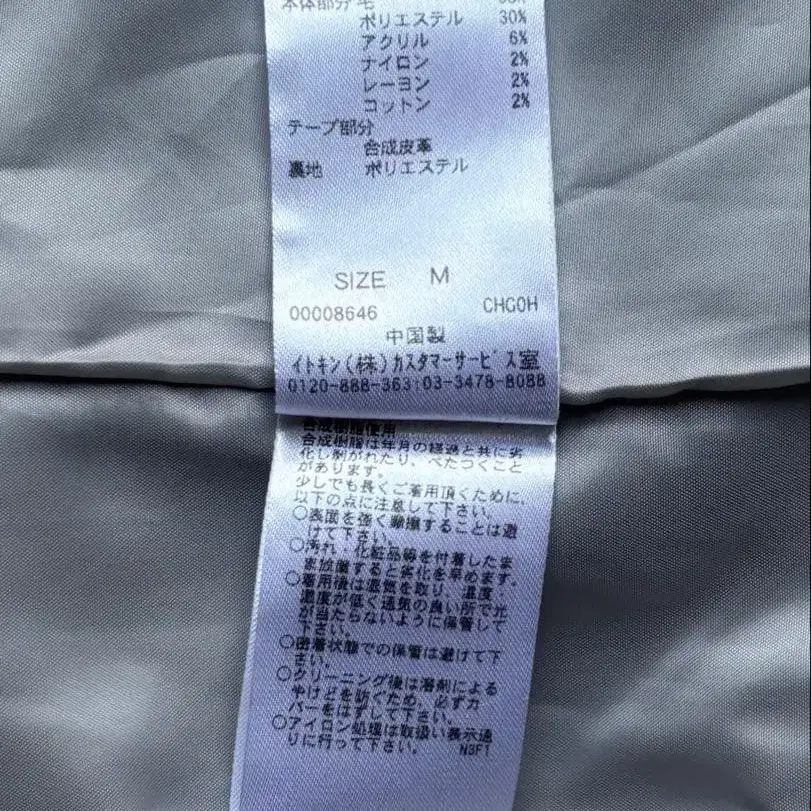 本体部分 毛
ポリエステル 30%
アクリル 6%
ナイロン 2%
レーヨン 2%
コットン 2%
テープ部分
合成皮革
裏地 ポリエステル
SIZE M
00008646 CHG0H
中国製
イトキン(株)カスタマーサービス室
0120-888-363:03-3478-8088
合成樹脂使用
合成樹脂は年月の経過と共に劣
化し剥がれたり、べたつくこと
があります。
少しでも長くご着用頂くために、
以下の点に注意して下さい。
○表面を強く摩擦することは避
けて下さい。
○汚れ・化粧品等を付着したま
ま放置すると劣化を早めます。
○着用後は湿気を取り、温度、
湿度が低く通気の良い所で光
が当たらないように保管して
下さい。
○密着状態での保管は避けて下
さい。
○クリーニング後は溶剤による
やけどを防ぐため、必ずカ
バーをはずして下さい。
○アイロン処理は取扱い表示通
りに行って下さい。 N3F1